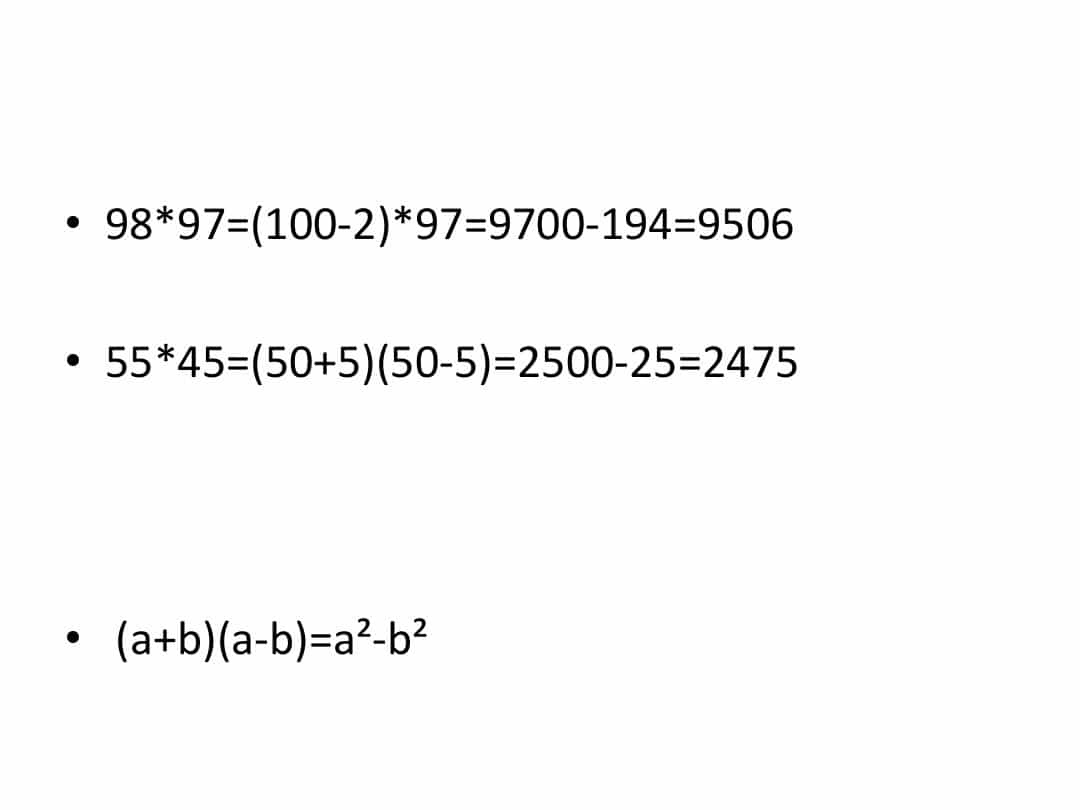 • 98*97=(100-2)*97=9700-194=9506
• 55*45=(50+5)(50-5)=2500-25=2475
• (a+b)(a-b)=a²-b²